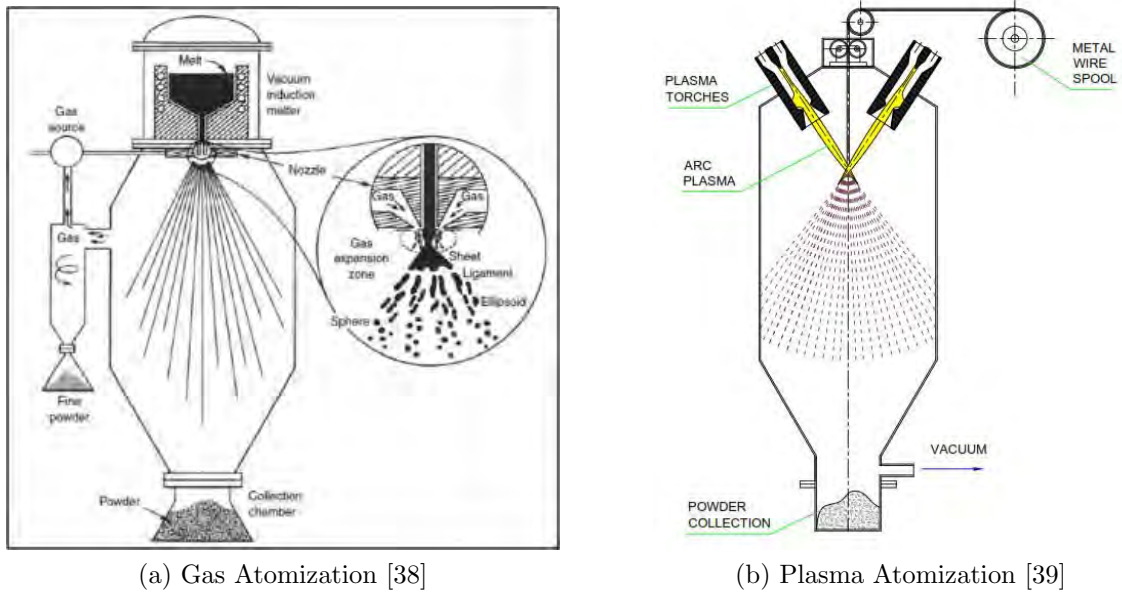 Melt
Vacuum
induction
melter
Gas
source
Nozzle
Gas
Gas
Gas
Gas
expansion
zone
Sheet
Ligament
Ellipsoid
Sphere
Fine
powder
Powder
Collection
chamber
(a) Gas Atomization [38]
METAL
WIRE
SPOOL
PLASMA
TORCHES
ARC
PLASMA
VACUUM
POWDER
COLLECTION
(b) Plasma Atomization [39]